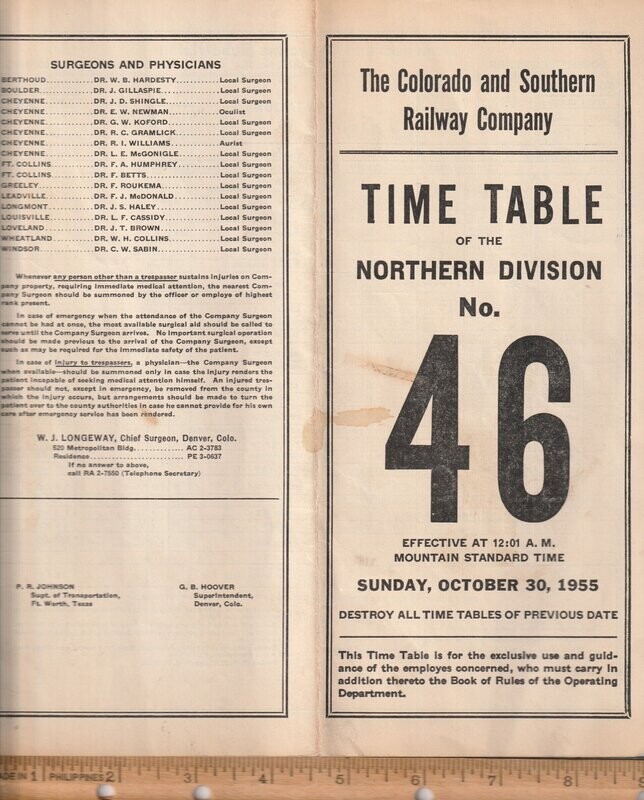 SURGEONS AND PHYSICIANS
BERTHOUD............DR. W. B. HARDESTY............Local Surgeon
BOULDER............DR. J. GILLASPIE............Local Surgeon
CHEYENNE............DR. J. D. SHINGLE............Local Surgeon
CHEYENNE............DR. E. W. NEWMAN............Oculist
CHEYENNE............DR. G. W. KOFORD............Local Surgeon
CHEYENNE............DR. R. C. GRAMLICK............Local Surgeon
CHEYENNE............DR. R. I. WILLIAMS............Aurist
CHEYENNE............DR. L. E. McGONIGLE............Local Surgeon
FT. COLLINS............DR. F. A. HUMPHREY............Local Surgeon
FT. COLLINS............DR. F. BETTS............Local Surgeon
GREELEY............DR. F. ROUKEMA............Local Surgeon
LEADVILLE............DR. F. J. McDONALD............Local Surgeon
LONGMONT............DR. J. S. HALEY............Local Surgeon
LOUISVILLE............DR. L. F. CASSIDY............Local Surgeon
LOVELAND............DR. J. T. BROWN............Local Surgeon
WHEATLAND............DR. W. H. COLLINS............Local Surgeon
WINDSOR............DR. C. W. SABIN............Local Surgeon
Whenever any person other than a trespasser sustains injuries on Com-
pany property, requiring immediate medical attention, the nearest Com-
pany Surgeon should be summoned by the officer or employe of highest
rank present.
In case of emergency when the attendance of the Company Surgeon
cannot be had at once, the most available surgical aid should be called to
serve until the Company Surgeon arrives. No important surgical operation
should be made previous to the arrival of the Company Surgeon, except
such as may be required for the immediate safety of the patient.
In case of injury to trespassers, a physician—the Company Surgeon
when available—should be summoned only in case the injury renders the
patient incapable of seeking medical attention himself. An injured tres-
passer should not, except in emergency, be removed from the county in
which the injury occurs, but arrangements should be made to turn the
patient over to the county authorities in case he cannot provide for his own
care after emergency service has been rendered.
W. J. LONGEWAY, Chief Surgeon, Denver, Colo.
520 Metropolitan Bldg............. AC 2-3783
Residence............. PE 3-0637
If no answer to above,
call RA 2-7550 (Telephone Secretary)
P. R. JOHNSON
Supt. of Transportation,
Ft. Worth, Texas
G. B. HOOVER
Superintendent,
Denver, Colo.
The Colorado and Southern
Railway Company
TIME TABLE
OF THE
NORTHERN DIVISION
No.
46
EFFECTIVE AT 12:01 A. M.
MOUNTAIN STANDARD TIME
SUNDAY, OCTOBER 30, 1955
DESTROY ALL TIME TABLES OF PREVIOUS DATE
This Time Table is for the exclusive use and guid-
ance of the employes concerned, who must carry in
addition thereto the Book of Rules of the Operating
Department.
MADE IN PHILIPPINES
1 2 3 4 5 6 7 8